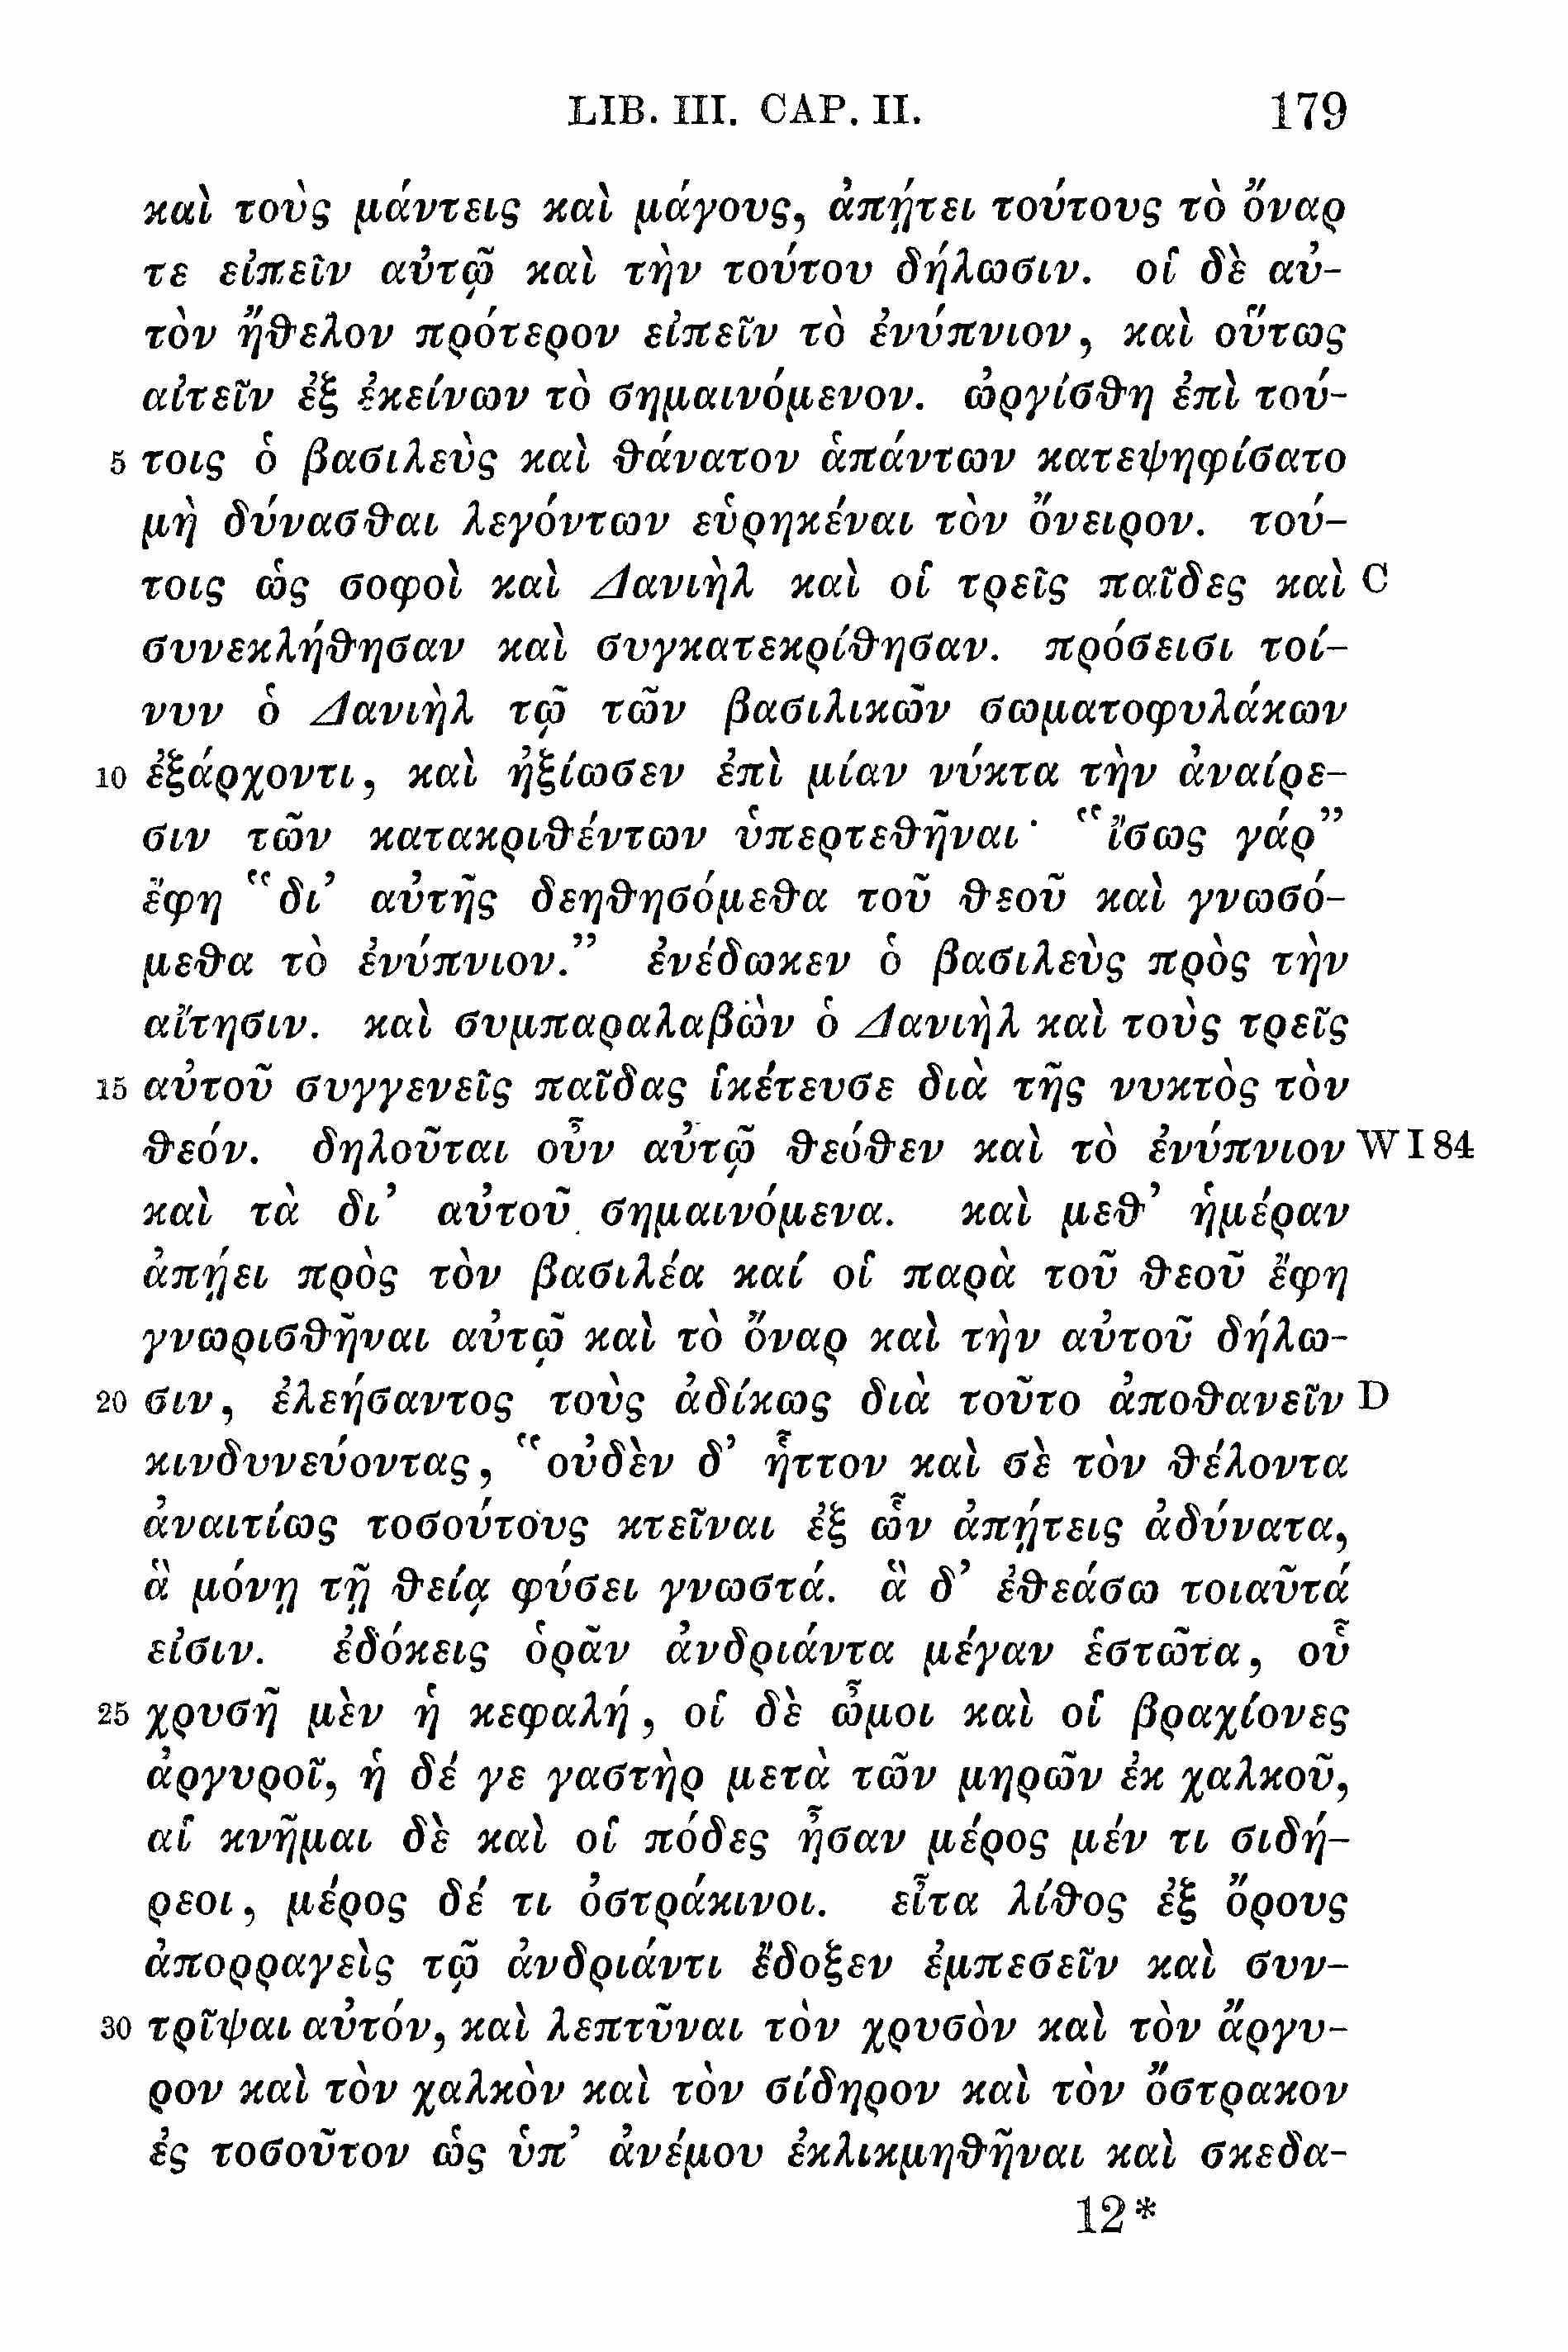 LIB. III. CAP. II. 179
καὶ τοὺς μάντεις καὶ μάγους, ἀπῄτει τούτους τὸ ὄναρ
τε εἰπεῖν αὐτῷ καὶ τὴν τούτου δήλωσιν. οἱ δὲ αὐ-
τὸν ἤθελον πρότερον εἰπεῖν τὸ ἐνύπνιον, καὶ οὕτως
αἰτεῖν ἐξ ἐκείνων τὸ σημαινόμενον. ὠργίσθη ἐπὶ τού-
5 τοις ὁ βασιλεὺς καὶ θάνατον ἁπάντων κατεψηφίσατο
μὴ δύνασθαι λεγόντων εὑρηκέναι τὸν ὄνειρον. τού-
τοις ὡς σοφοὶ καὶ Δανιὴλ καὶ οἱ τρεῖς παῖδες καὶ C
συνεκλήθησαν καὶ συγκατεκρίθησαν. πρόσεισι τοί-
νυν ὁ Δανιὴλ τῷ τῶν βασιλικῶν σωματοφυλάκων
10 ἐξάρχοντι, καὶ ἠξίωσεν ἐπὶ μίαν νύκτα τὴν ἀναίρε-
σιν τῶν κατακριθέντων ὑπερτεθῆναι· "ἴσως γάρ"
ἔφη "δι' αὐτῆς δεηθησόμεθα τοῦ θεοῦ καὶ γνωσό-
μεθα τὸ ἐνύπνιον." ἐνέδωκεν ὁ βασιλεὺς πρὸς τὴν
αἴτησιν. καὶ συμπαραλαβὼν ὁ Δανιὴλ καὶ τοὺς τρεῖς
15 αὐτοῦ συγγενεῖς παῖδας ἱκέτευσε διὰ τῆς νυκτὸς τὸν
θεόν. δηλοῦται οὖν αὐτῷ θεόθεν καὶ τὸ ἐνύπνιον W I 84
καὶ τὰ δι' αὐτοῦ σημαινόμενα. καὶ μεθ' ἡμέραν
ἀπῄει πρὸς τὸν βασιλέα καί οἱ παρὰ τοῦ θεοῦ ἔφη
γνωρισθῆναι αὐτῷ καὶ τὸ ὄναρ καὶ τὴν αὐτοῦ δήλω-
20 σιν, ἐλεήσαντος τοὺς ἀδίκως διὰ τοῦτο ἀποθανεῖν D
κινδυνεύοντας, "οὐδὲν δ' ἧττον καὶ σὲ τὸν θέλοντα
ἀναιτίως τοσούτους κτεῖναι ἐξ ὧν ἀπῄτεις ἀδύνατα,
ἃ μόνῃ τῇ θείᾳ φύσει γνωστά. ἃ δ' ἐθεάσω τοιαῦτά
εἰσιν. ἐδόκεις ὁρᾶν ἀνδριάντα μέγαν ἑστῶτα, οὗ
25 χρυσῆ μὲν ἡ κεφαλή, οἱ δὲ ὦμοι καὶ οἱ βραχίονες
ἀργυροῖ, ἡ δέ γε γαστὴρ μετὰ τῶν μηρῶν ἐκ χαλκοῦ,
αἱ κνῆμαι δὲ καὶ οἱ πόδες ἦσαν μέρος μέν τι σιδή-
ρεοι, μέρος δέ τι ὀστράκινοι. εἶτα λίθος ἐξ ὄρους
ἀπορραγεὶς τῷ ἀνδριάντι ἔδοξεν ἐμπεσεῖν καὶ συν-
30 τρῖψαι αὐτόν, καὶ λεπτῦναι τὸν χρυσὸν καὶ τὸν ἄργυ-
ρον καὶ τὸν χαλκὸν καὶ τὸν σίδηρον καὶ τὸν ὄστρακον
ἐς τοσοῦτον ὡς ὑπ' ἀνέμου ἐκλικμηθῆναι καὶ σκεδα-
12*